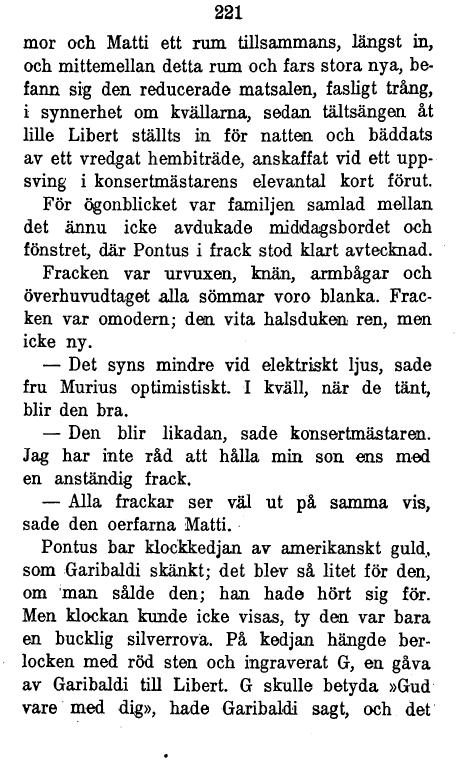 221
mor och Matti ett rum tillsammans, längst in,
och mittemellan detta rum och fars stora nya, be-
fann sig den reducerade matsalen, fasligt trång,
i synnerhet om kvällarna, sedan tältsängen åt
lille Libert ställts in för natten och bäddats
av ett vredgat hembiträde, anskaffat vid ett upp-
sving i konsertmästarens elevantal kort förut.
För ögonblicket var familjen samlad mellan
det ännu icke avdukade middagsbordet och
fönstret, där Pontus i frack stod klart avtecknad.
Fracken var urvuxen, knän, armbågar och
överhuvudtaget alla sömmar voro blanka. Frac-
ken var omodern; den vita halsduken ren, men
icke ny.
— Det syns mindre vid elektriskt ljus, sade
fru Murius optimistiskt. I kväll, när de tänt,
blir den bra.
— Den blir likadan, sade konsertmästaren.
Jag har inte råd att hålla min son ens med
en anständig frack.
— Alla frackar ser väl ut på samma vis,
sade den oerfarna Matti.
Pontus bar klockkedjan av amerikanskt guld,
som Garibaldi skänkt; det blev så litet för den,
om man sålde den; han hade hört sig för.
Men klockan kunde icke visas, ty den var bara
en bucklig silverrova. På kedjan hängde ber-
locken med röd sten och ingraverat G, en gåva
av Garibaldi till Libert. G skulle betyda »Gud
vare med dig», hade Garibaldi sagt, och det